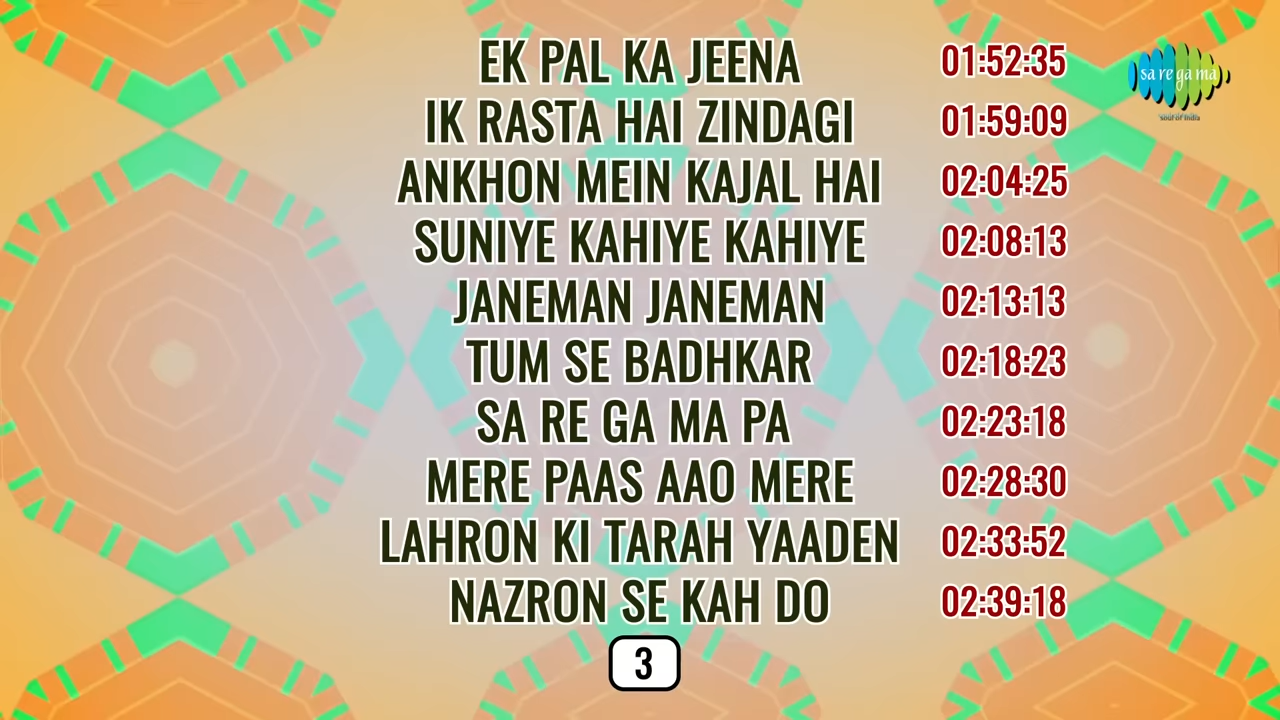 EK PAL KA JEENA 01:52:35
sa re ga ma
soul of India
IK RASTA HAI ZINDAGI 01:59:09
ANKHON MEIN KAJAL HAI 02:04:25
SUNIYE KAHIYE KAHIYE 02:08:13
JANEMAN JANEMAN 02:13:13
TUM SE BADHKAR 02:18:23
SA RE GA MA PA 02:23:18
MERE PAAS AAO MERE 02:28:30
LAHRON KI TARAH YAADEN 02:33:52
NAZRON SE KAH DO 02:39:18
3